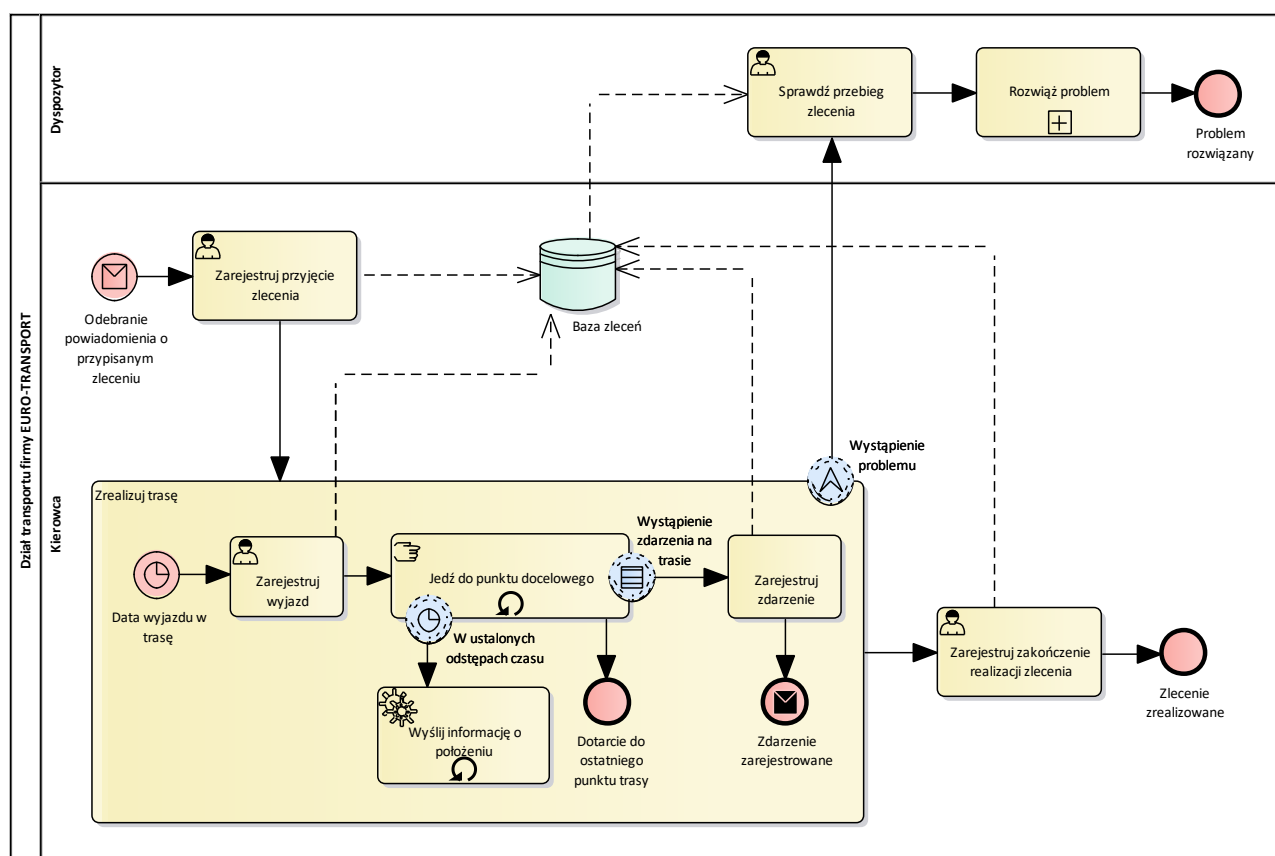 Dział transportu firmy EURO-TRANSPORT
Dyspozytor
Sprawdź przebieg
zlecenia
Rozwiąż problem
Problem
rozwiązany
Kierowca
Odebranie
powiadomienia o
przypisanym
zleceniu
Zarejestruj przyjęcie
zlecenia
Baza zleceń
Wystąpienie
problemu
Zrealizuj trasę
Data wyjazdu w
trasę
Zarejestruj
wyjazd
Jedź do punktu docelowego
Wystąpienie
zdarzenia na
trasie
Zarejestruj
zdarzenie
W ustalonych
odstępach czasu
Wyślij informację o
położeniu
Dotarcie do
ostatniego
punktu trasy
Zdarzenie
zarejestrowane
Zarejestruj zakończenie
realizacji zlecenia
Zlecenie
zrealizowane